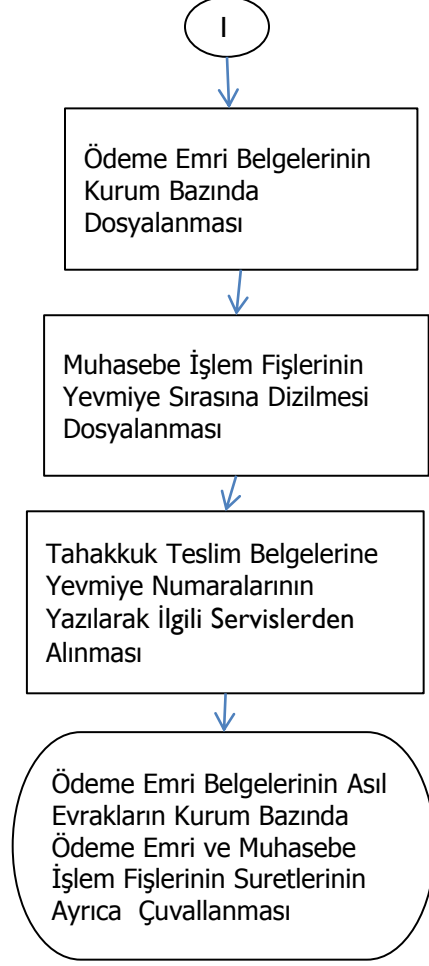 I
Ödeme Emri Belgelerinin
Kurum Bazında
Dosyalanması
Muhasebe İşlem Fişlerinin
Yevmiye Sırasına Dizilmesi
Dosyalanması
Tahakkuk Teslim Belgelerine
Yevmiye Numaralarının
Yazılarak İlgili Servislerden
Alınması
Ödeme Emri Belgelerinin Asıl
Evrakların Kurum Bazında
Ödeme Emri ve Muhasebe
İşlem Fişlerinin Suretlerinin
Ayrıca Çuvallanması